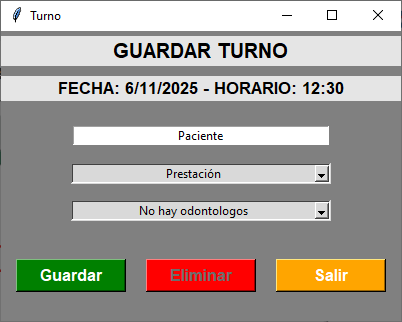 Turno
GUARDAR TURNO
FECHA: 6/11/2025 - HORARIO: 12:30
Paciente
Prestación
No hay odontologos
Guardar Eliminar Salir